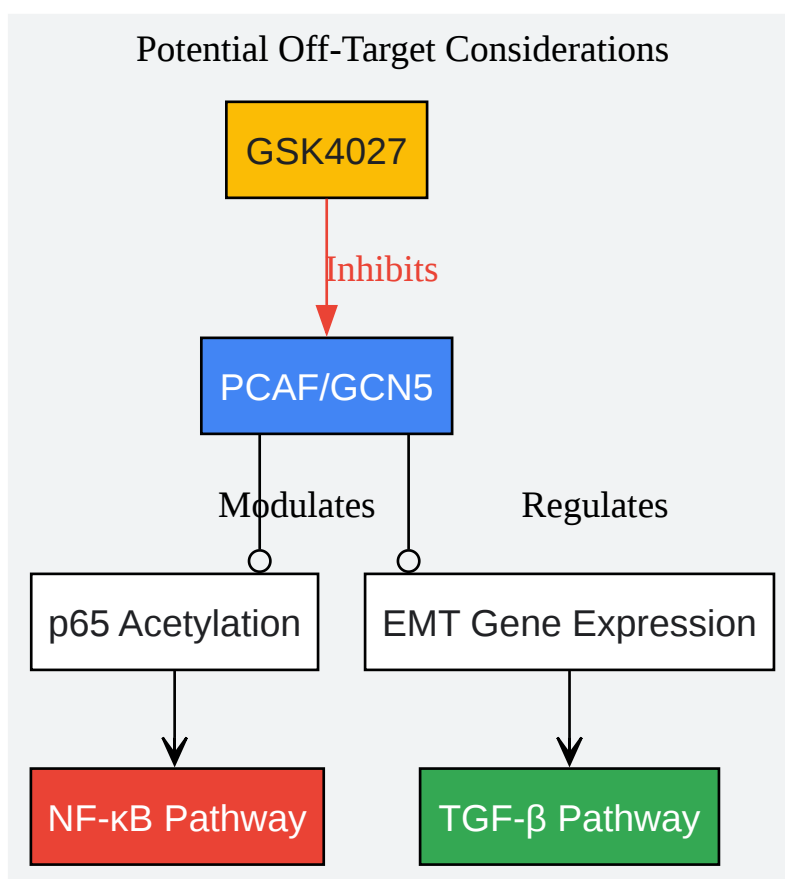 Potential Off-Target Considerations
GSK4027
Inhibits
PCAF/GCN5
Modulates
Regulates
p65 Acetylation
EMT Gene Expression
NF-κB Pathway
TGF-β Pathway